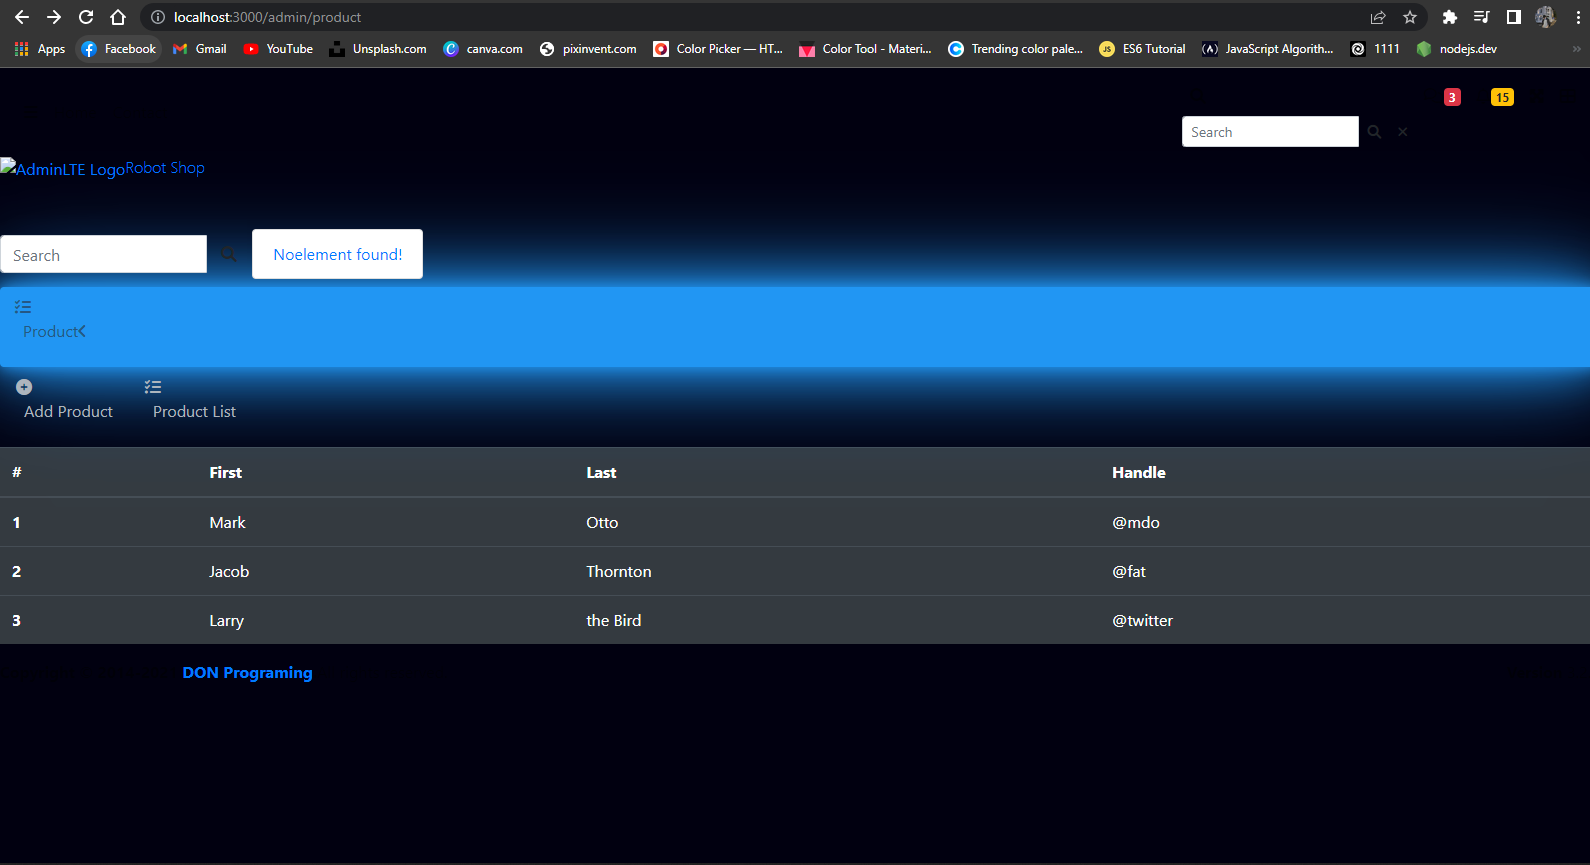 localhost:3000/admin/product
Apps Facebook Gmail YouTube Unsplash.com canva.com pixinvent.com Color Picker — HT... Color Tool - Materi... Trending color pale... JS ES6 Tutorial JavaScript Algorith... 1111 nodejs.dev »
3 15
Search
AdminLTE Logo Robot Shop
Search Noelement found!
Product
Add Product Product List
# First Last Handle
1 Mark Otto @mdo
2 Jacob Thornton @fat
3 Larry the Bird @twitter
DON Programing